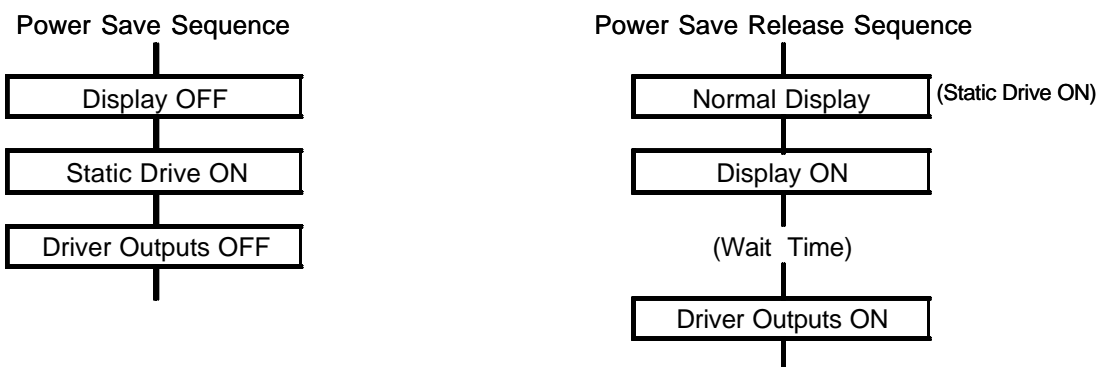 Power Save Sequence
Display OFF
Static Drive ON
Driver Outputs OFF
Power Save Release Sequence
Normal Display
(Static Drive ON)
Display ON
(Wait Time)
Driver Outputs ON